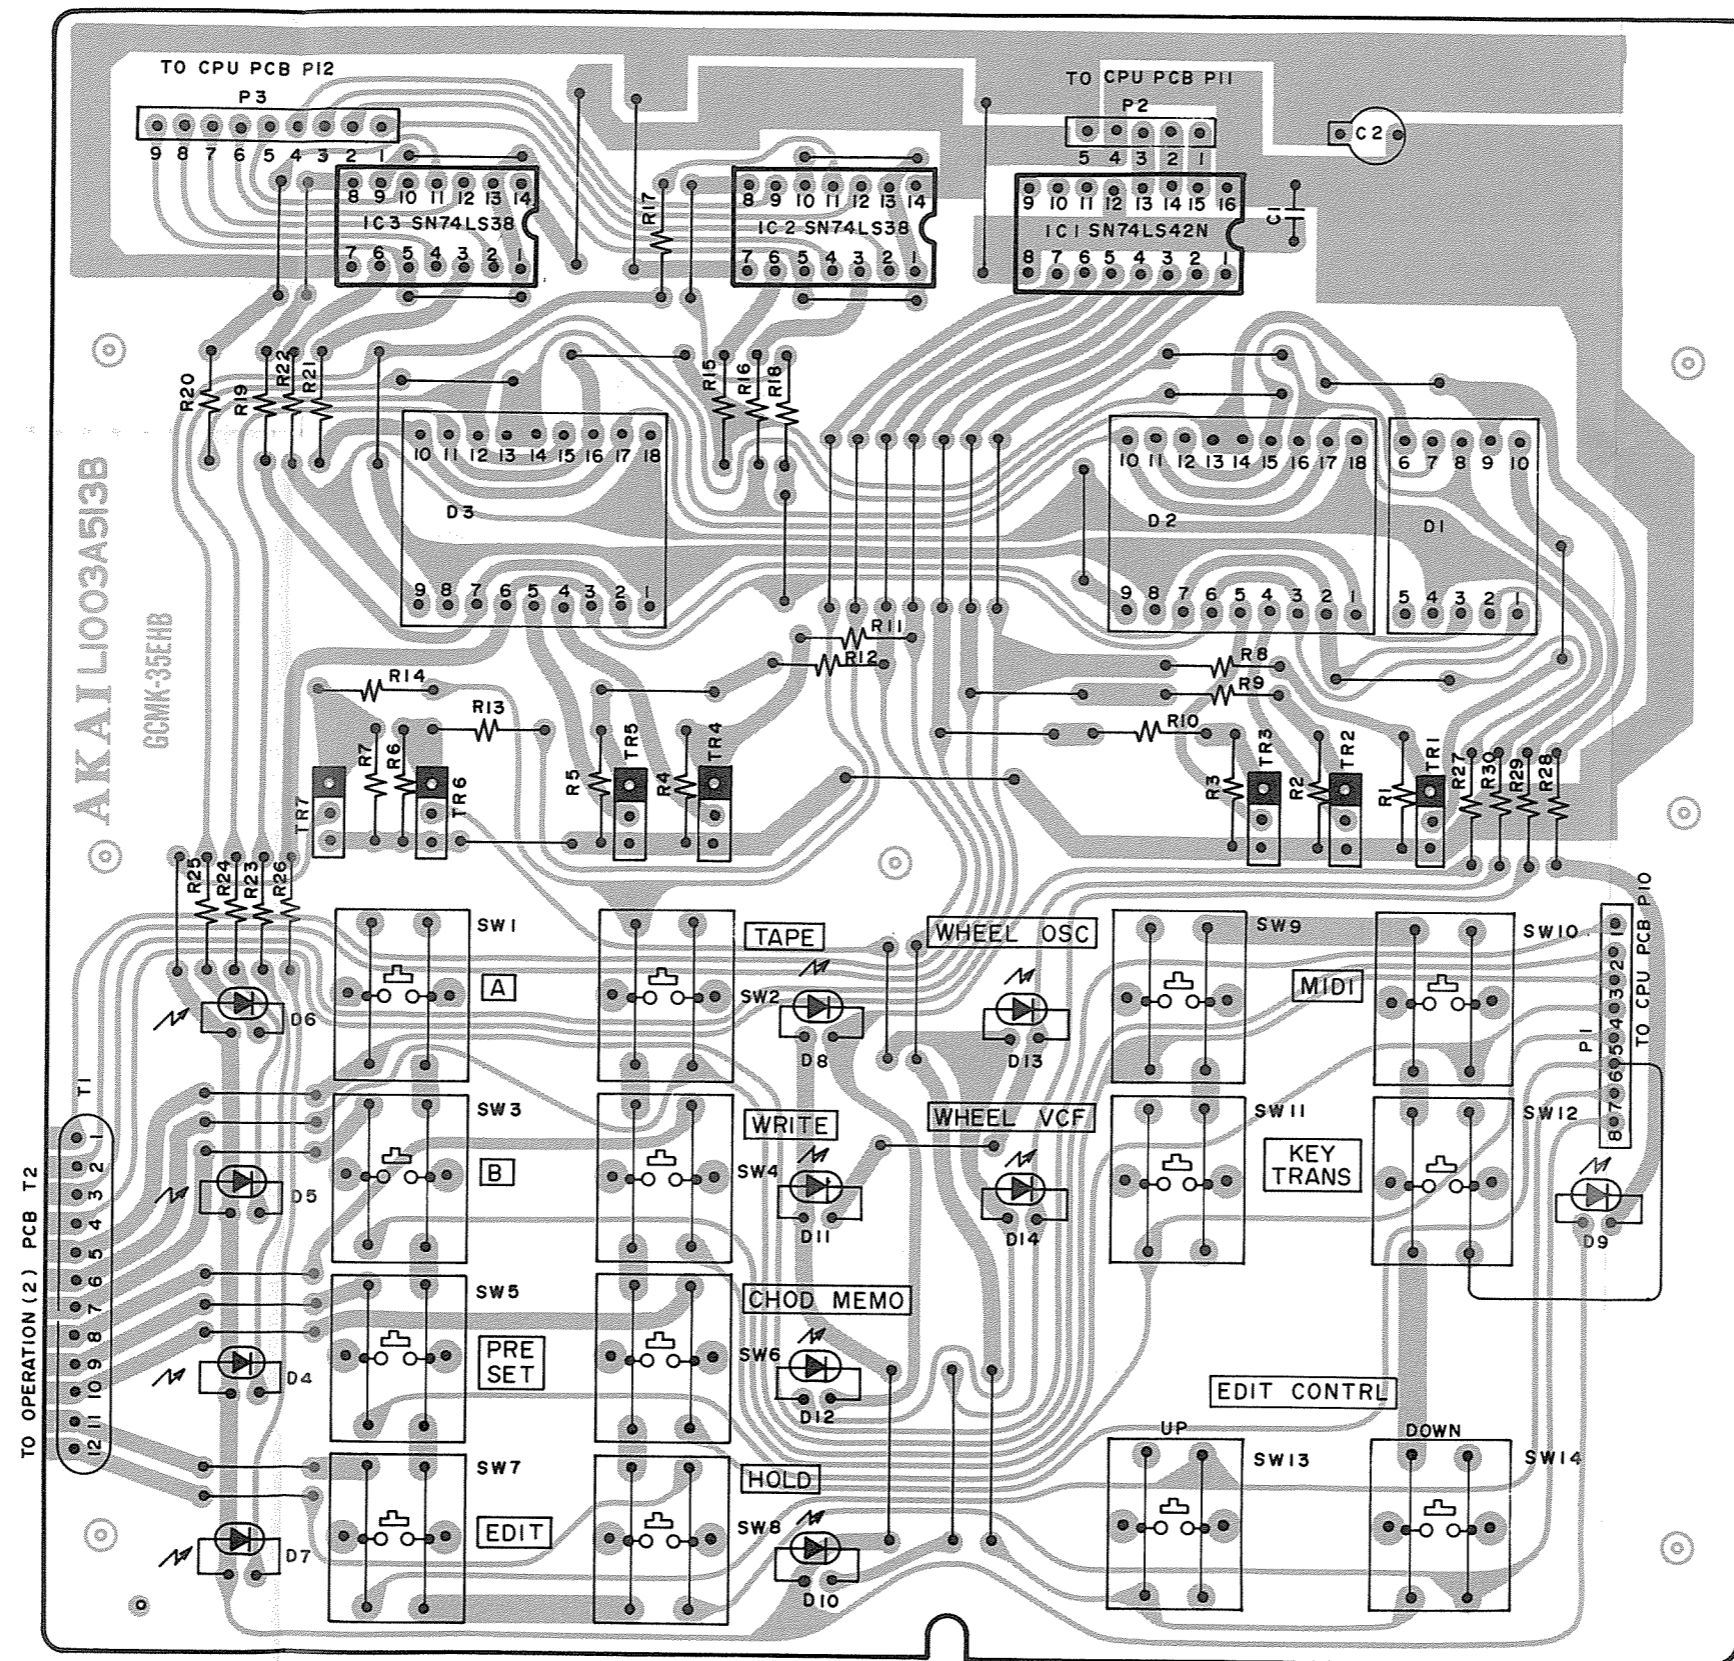 TO CPU PCB P12
P3
9 8 7 6 5 4 3 2 1
TO CPU PCB P11
P2
5 4 3 2 1
C2
8 9 10 11 12 13 14
IC3 SN74LS38
7 6 5 4 3 2 1
R17
8 9 10 11 12 13 14
IC2 SN74LS38
7 6 5 4 3 2 1
9 10 11 12 13 14 15 16
IC1 SN74LS42N
8 7 6 5 4 3 2 1
C1
R20
R19
R22
R21
R15
R16
R18
10 11 12 13 14 15 16 17 18
D3
9 8 7 6 5 4 3 2 1
10 11 12 13 14 15 16 17 18
D2
9 8 7 6 5 4 3 2 1
6 7 8 9 10
D1
5 4 3 2 1
AKAI L1003A513B
GCMK-35EHB
R11
R12
R8
R9
R10
R14
R13
R7
R6
TR7
TR6
R5
TR5
R4
TR4
R3
TR3
R2
TR2
R1
TR1
R27
R30
R29
R28
R25
R24
R23
R26
SW1
A
D6
TAPE
SW2
D8
WHEEL OSC
D13
SW9
MIDI
SW10
P1
1 2 3 4 5 6 7 8
TO CPU PCB P10
T1
1
2
3
4
5
6
7
8
9
10
11
12
TO OPERATION (2) PCB T2
SW3
B
D5
WRITE
SW4
D11
WHEEL VCF
D14
SW11
KEY
TRANS
SW12
D9
SW5
PRE
SET
D4
CHOD MEMO
SW6
D12
EDIT CONTRL
UP
DOWN
SW7
EDIT
D7
HOLD
SW8
D10
SW13
SW14